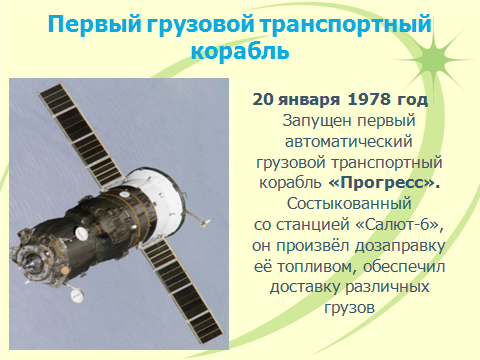 Первый грузовой транспортный
корабль
20 января 1978 год
Запущен первый
автоматический
грузовой транспортный
корабль «Прогресс».
Состыкованный
со станцией «Салют-6»,
он произвёл дозаправку
её топливом, обеспечил
доставку различных
грузов